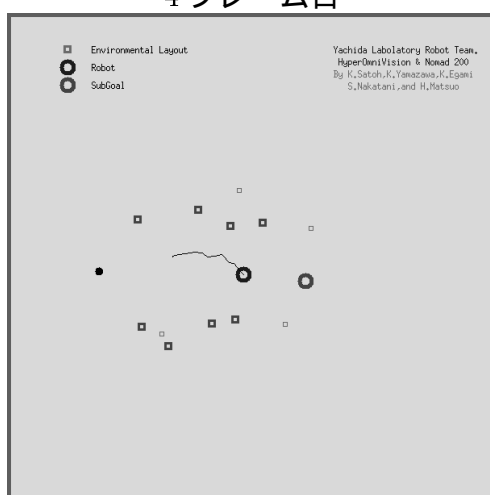 4フレーム目
Environmental Layout
Robot
SubGoal
Yachida Labolatory Robot Team.
HyperOmniVision & Nomad 200
By K.Satoh,K.Yamazawa,K.Egami
S.Nakatani,and H.Matsuo